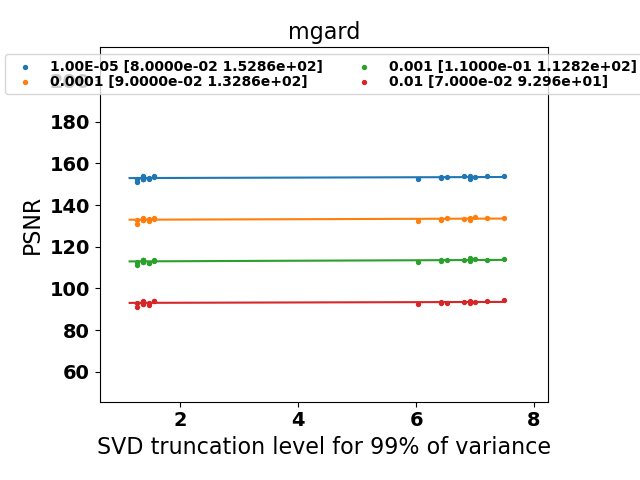 mgard
1.00E-05 [8.0000e-02 1.5286e+02]
0.0001 [9.0000e-02 1.3286e+02]
0.001 [1.1000e-01 1.1282e+02]
0.01 [7.000e-02 9.296e+01]
200
180
160
140
120
100
80
60
PSNR
2 4 6 8
SVD truncation level for 99% of variance